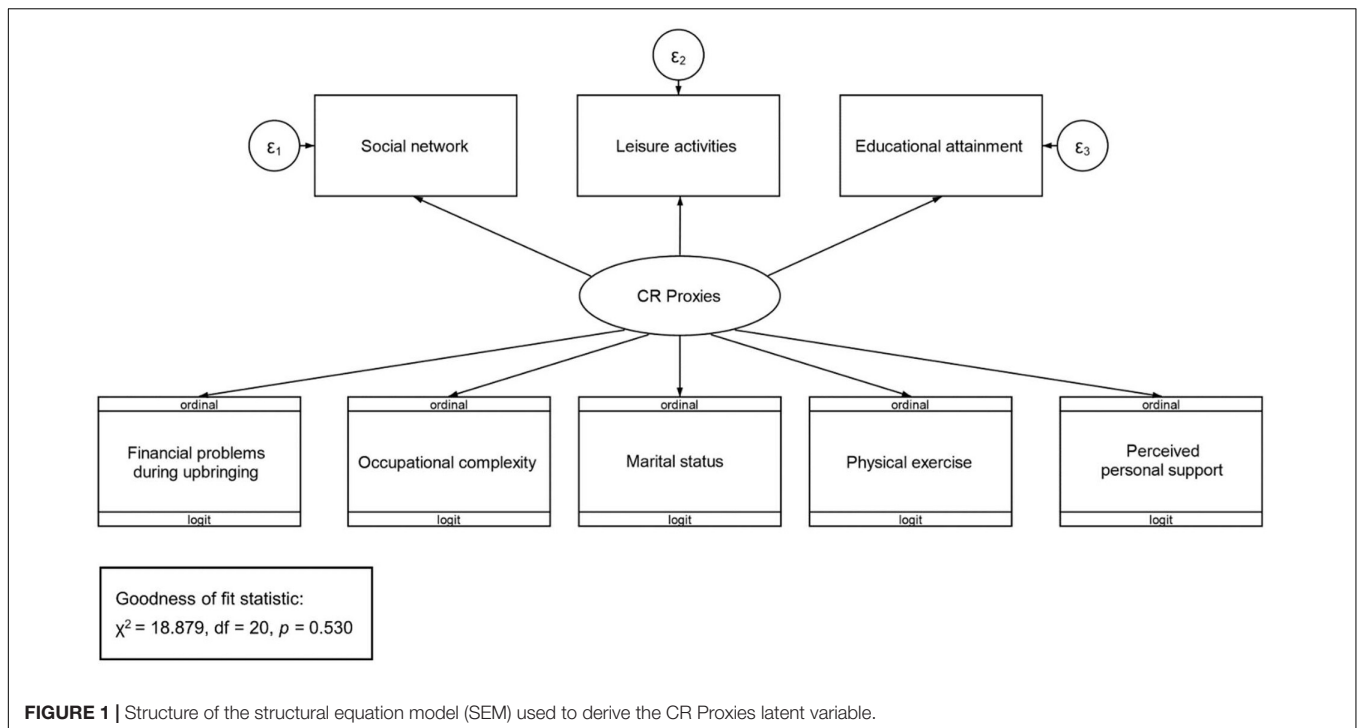 ε2
ε1
Social network
Leisure activities
Educational attainment
ε3
CR Proxies
ordinal
ordinal
ordinal
ordinal
ordinal
Financial problems
during upbringing
Occupational complexity
Marital status
Physical exercise
Perceived
personal support
logit
logit
logit
logit
logit
Goodness of fit statistic:
χ² = 18.879, df = 20, p = 0.530
FIGURE 1 | Structure of the structural equation model (SEM) used to derive the CR Proxies latent variable.